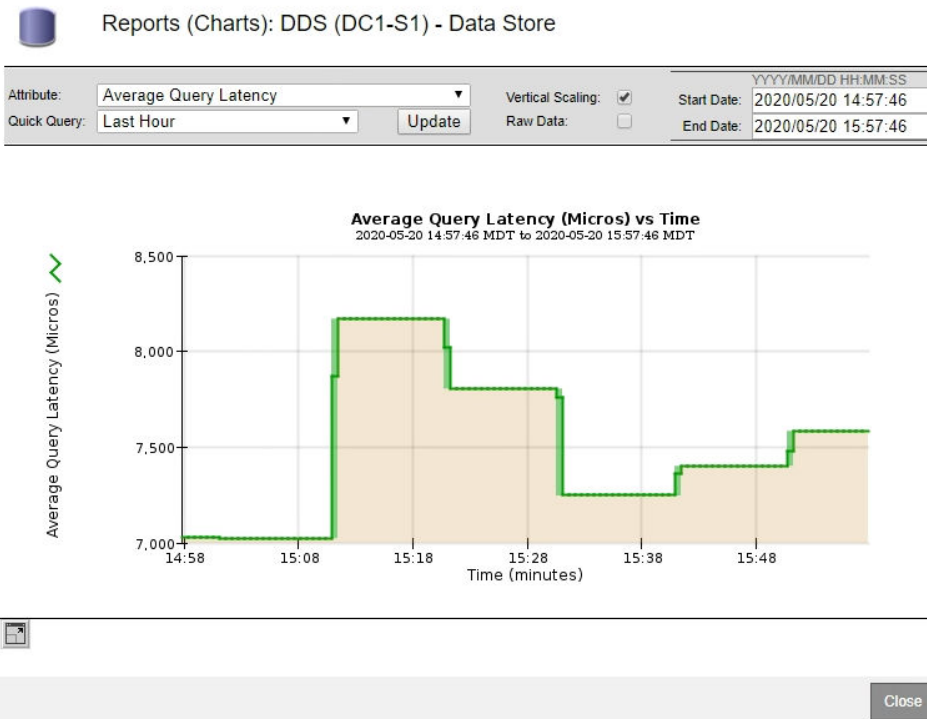 Reports (Charts): DDS (DC1-S1) - Data Store
YYYY/MM/DD HH:MM:SS
Attribute: Average Query Latency Vertical Scaling: Start Date: 2020/05/20 14:57:46
Quick Query: Last Hour Update Raw Data: End Date: 2020/05/20 15:57:46
Average Query Latency (Micros) vs Time
2020-05-20 14:57:46 MDT to 2020-05-20 15:57:46 MDT
Average Query Latency (Micros)
8,500
8,000
7,500
7,000
14:58 15:08 15:18 15:28 15:38 15:48
Time (minutes)
Close